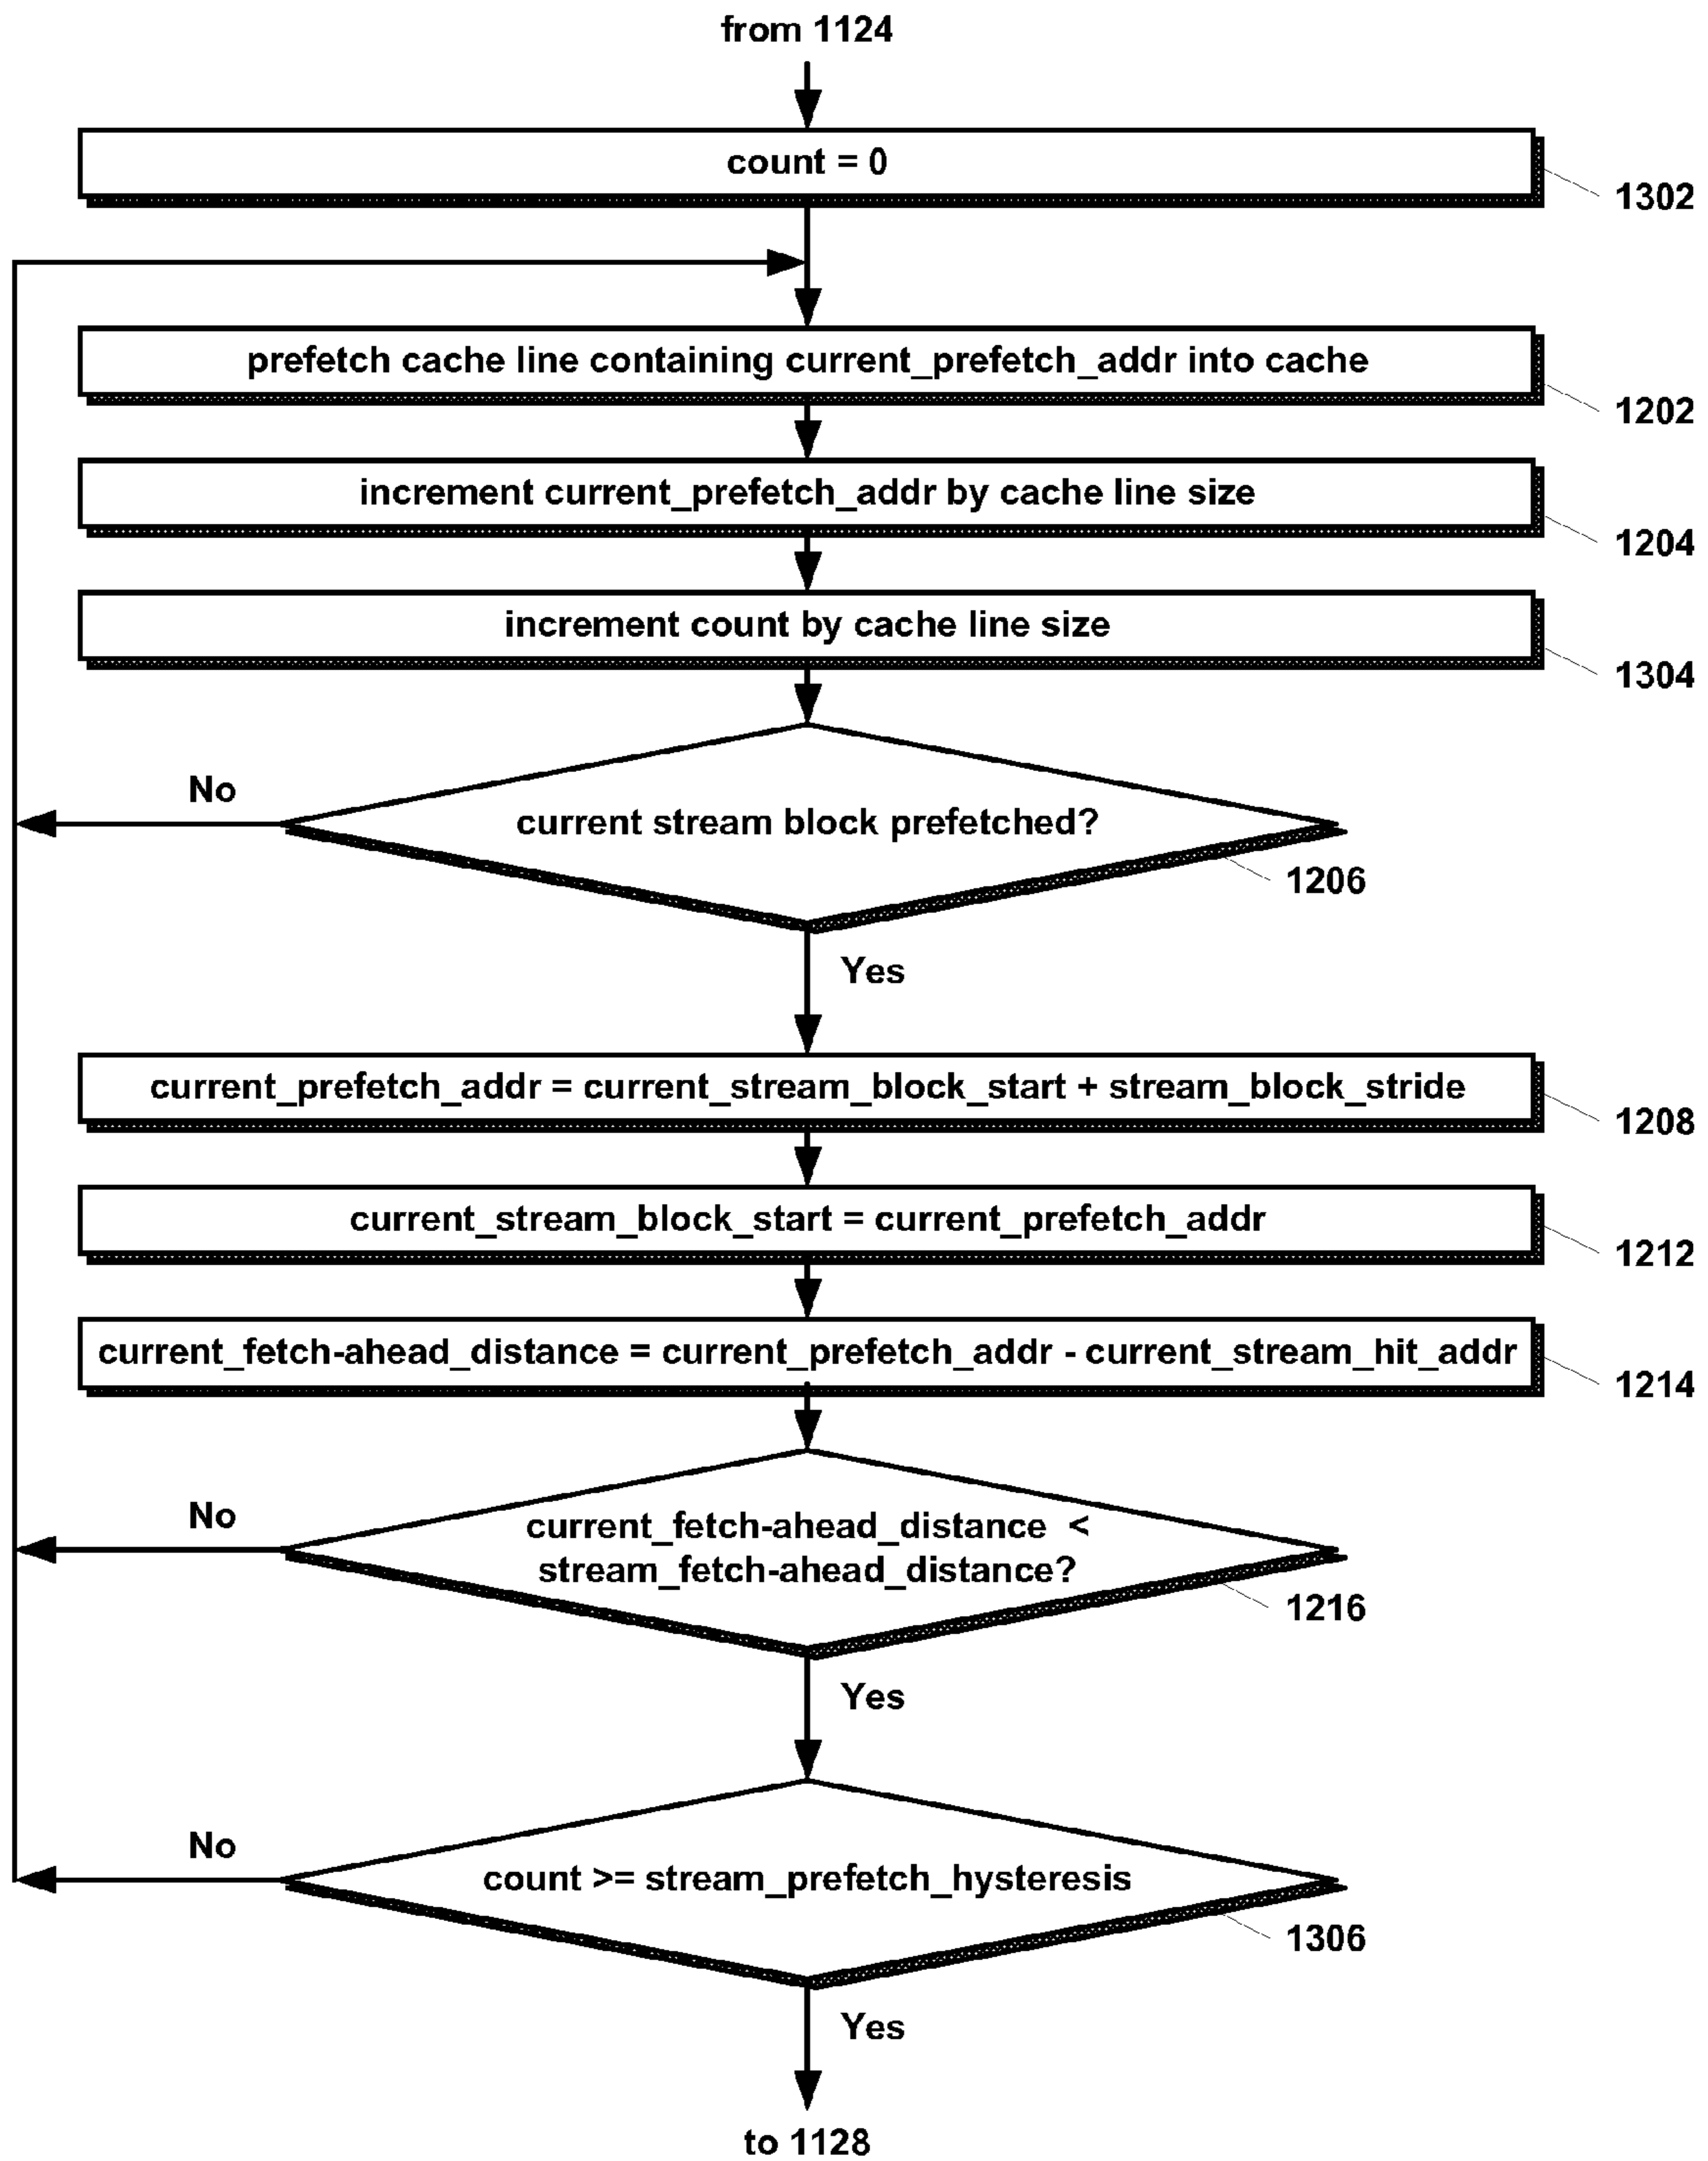 from 1124
count = 0
1302
prefetch cache line containing current_prefetch_addr into cache
1202
increment current_prefetch_addr by cache line size
1204
increment count by cache line size
1304
No
current stream block prefetched?
1206
Yes
current_prefetch_addr = current_stream_block_start + stream_block_stride
1208
current_stream_block_start = current_prefetch_addr
1212
current_fetch-ahead_distance = current_prefetch_addr - current_stream_hit_addr
1214
No
current_fetch-ahead_distance <
stream_fetch-ahead_distance?
1216
Yes
No
count >= stream_prefetch_hysteresis
1306
Yes
to 1128